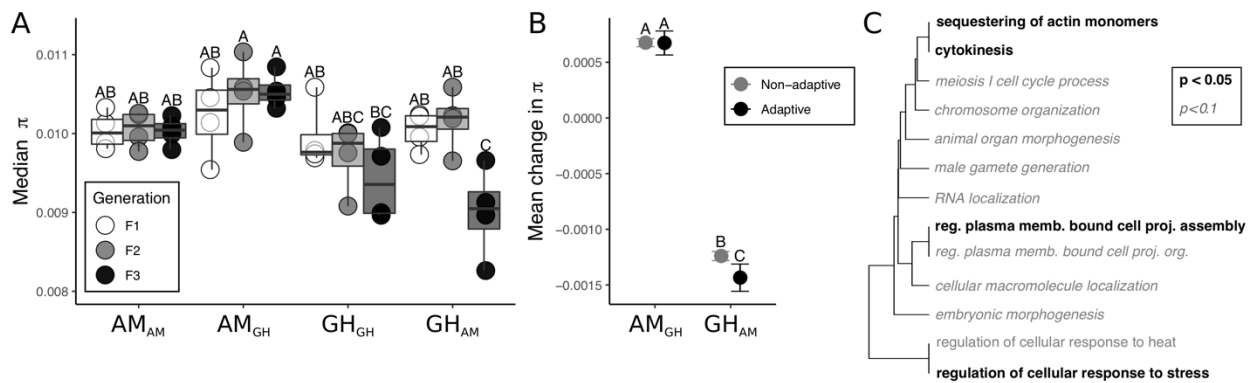 A
Median π
0.011
0.010
0.009
0.008
AB
AB
AB
AB
A
A
AB
ABC
BC
AB
AB
C
Generation
F1
F2
F3
AM_AM
AM_GH
GH_GH
GH_AM
B
Mean change in π
0.0005
0.0000
−0.0005
−0.0010
−0.0015
A
A
B
C
Non−adaptive
Adaptive
AM_GH
GH_AM
C
sequestering of actin monomers
cytokinesis
meiosis I cell cycle process
chromosome organization
animal organ morphogenesis
male gamete generation
RNA localization
reg. plasma memb. bound cell proj. assembly
reg. plasma memb. bound cell proj. org.
cellular macromolecule localization
embryonic morphogenesis
regulation of cellular response to heat
regulation of cellular response to stress
p < 0.05
p<0.1